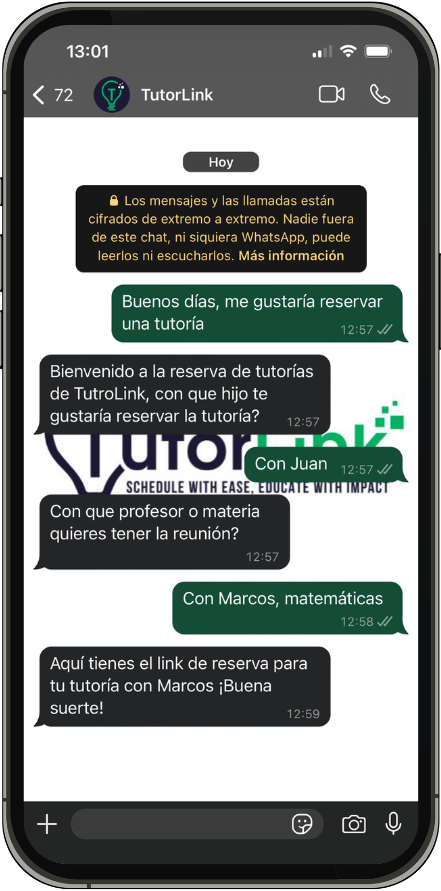 13:01
72
TutorLink
Hoy
Los mensajes y las llamadas están
cifrados de extremo a extremo. Nadie fuera
de este chat, ni siquiera WhatsApp, puede
leerlos ni escucharlos. Más información
Buenos días, me gustaría reservar
una tutoría
12:57
Bienvenido a la reserva de tutorías
de TutroLink, con que hijo te
gustaría reservar la tutoría?
12:57
TutorLink
Con Juan
12:57
SCHEDULE WITH EASE, EDUCATE WITH IMPACT
Con que profesor o materia
quieres tener la reunión?
12:57
Con Marcos, matemáticas
12:58
Aquí tienes el link de reserva para
tu tutoría con Marcos ¡Buena
suerte!
12:59